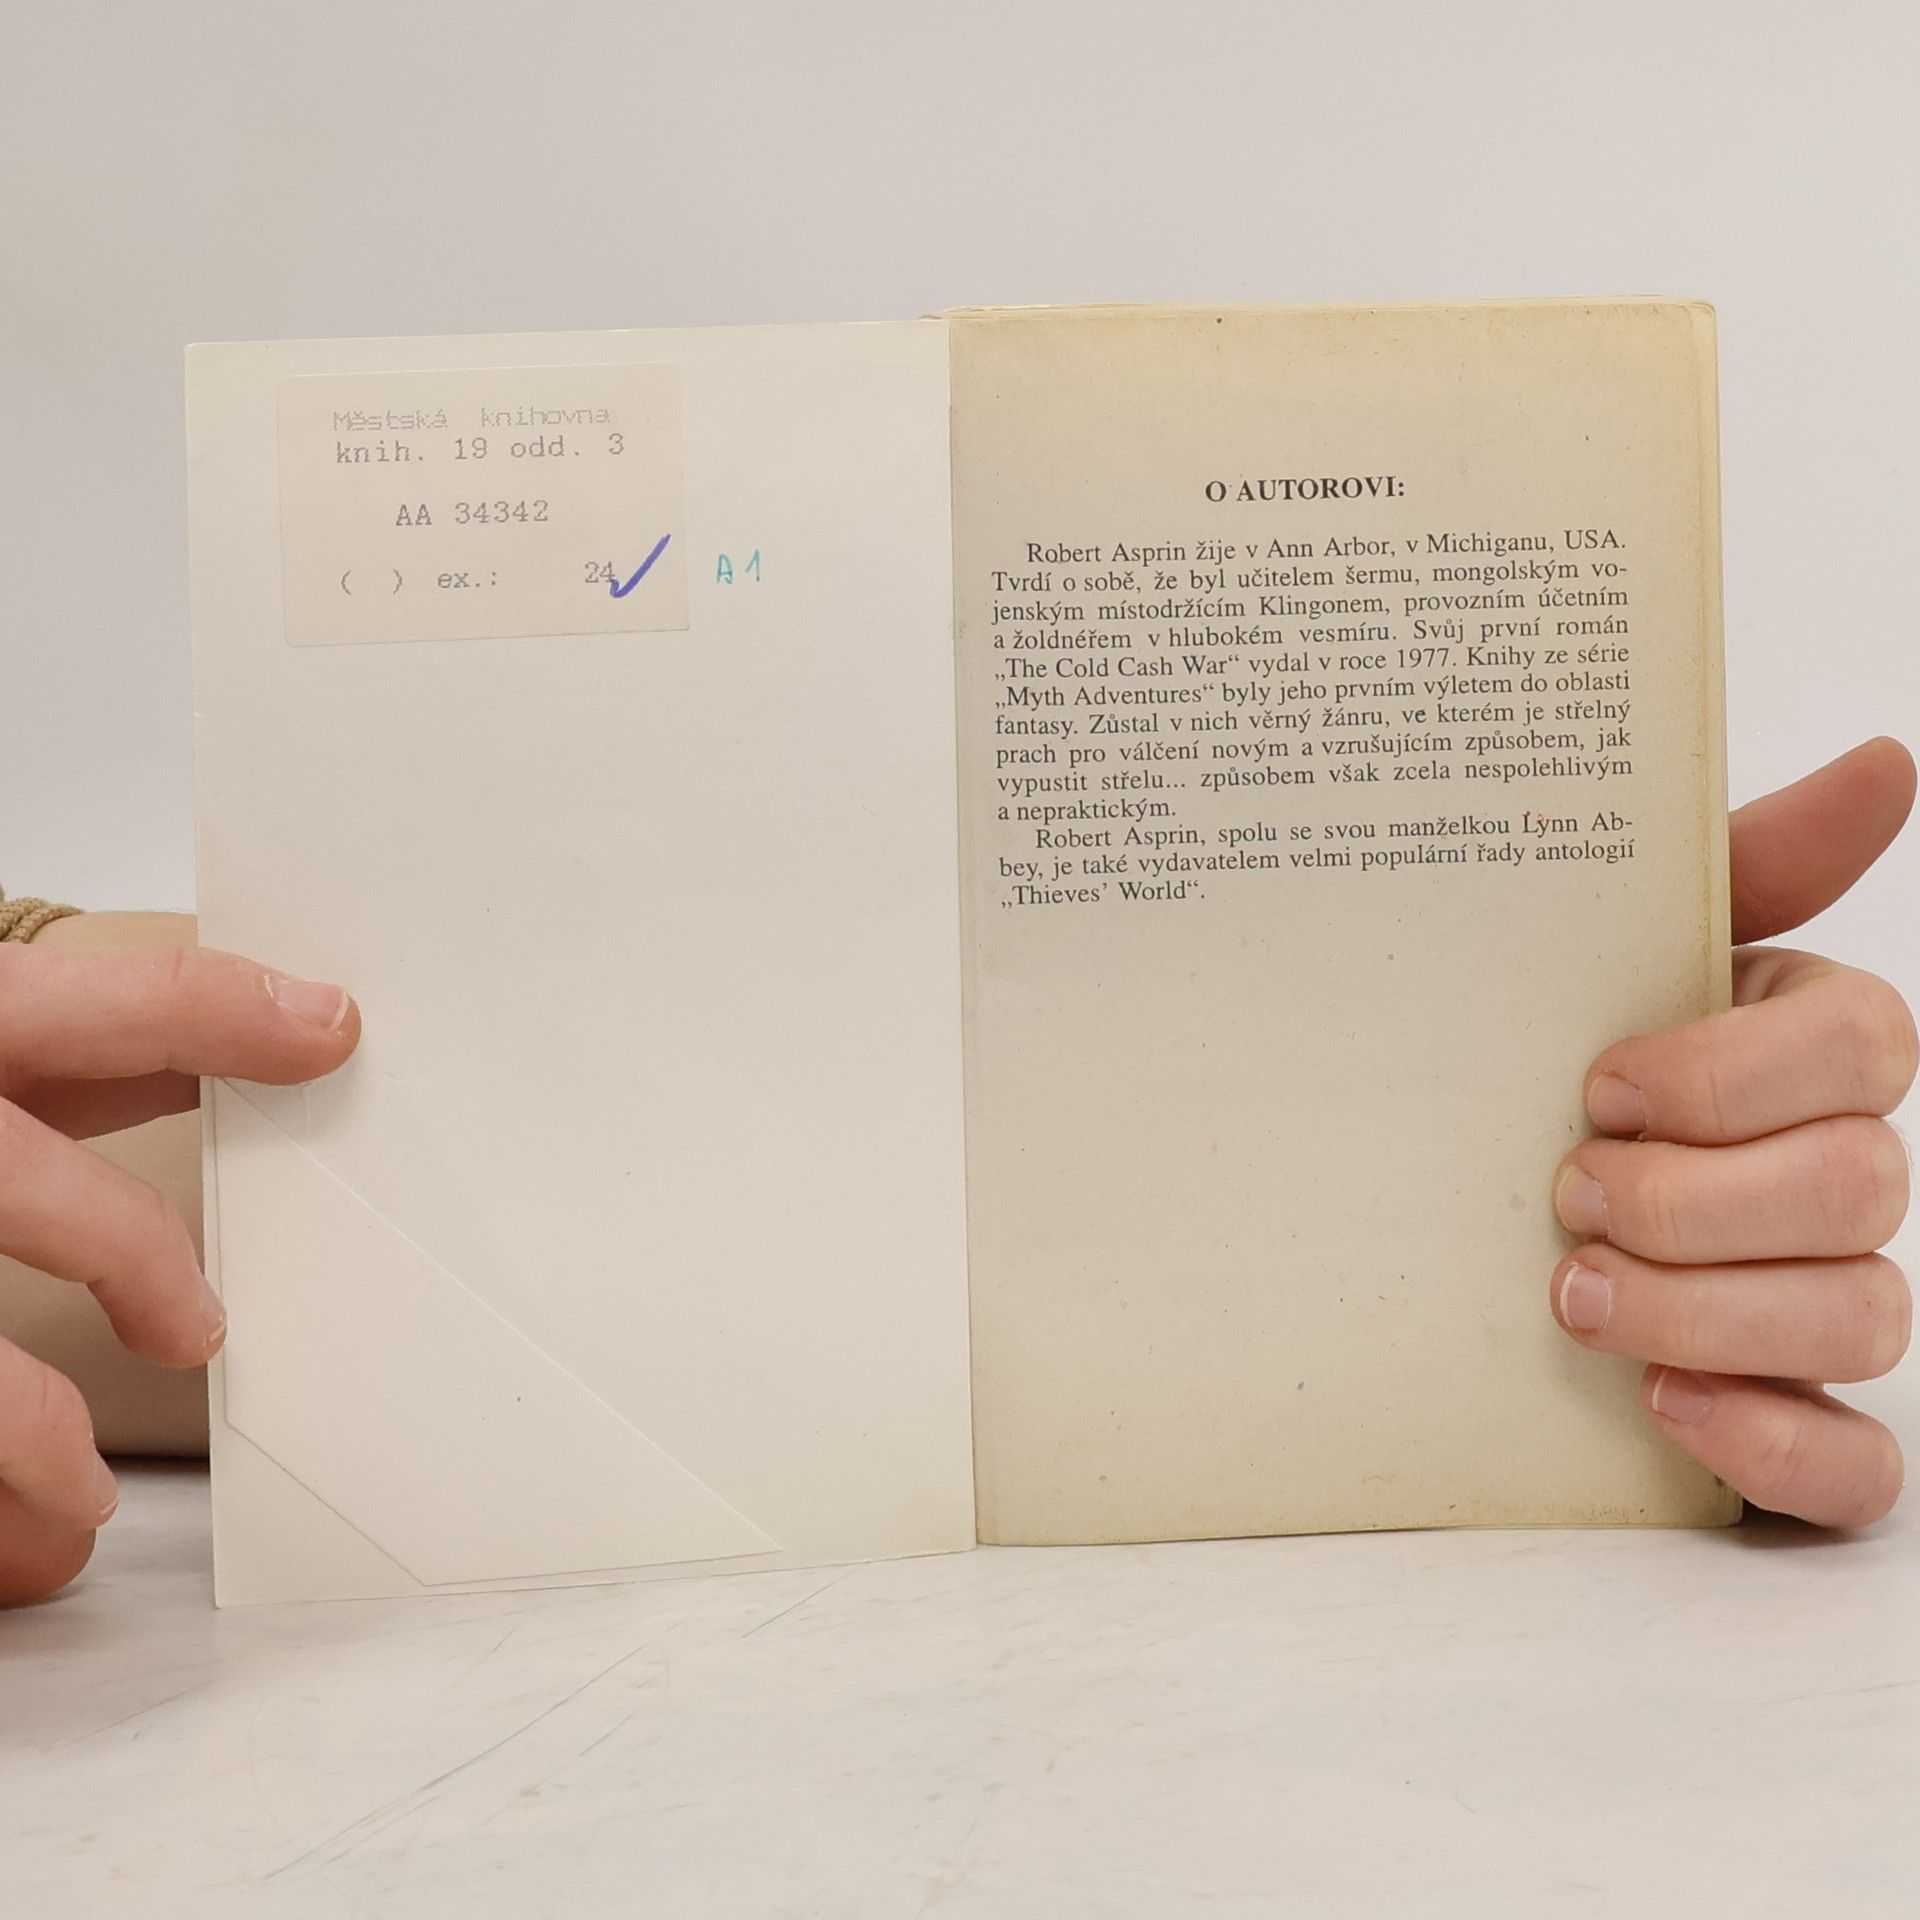 Městská knihovna
knih. 19 odd. 3
AA 34342
( ) ex.: 24
A1
O AUTOROVI:
Robert Asprin žije v Ann Arbor, v Michiganu, USA.
Tvrdí o sobě, že byl učitelem šermu, mongolským vo-
jenským místodržícím Klingonem, provozním účetním
a žoldnéřem v hlubokém vesmíru. Svůj první román
„The Cold Cash War“ vydal v roce 1977. Knihy ze série
„Myth Adventures“ byly jeho prvním výletem do oblasti
fantasy. Zůstal v nich věrný žánru, ve kterém je střelný
prach pro válčení novým a vzrušujícím způsobem, jak
vypustit střelu... způsobem však zcela nespolehlivým
a nepraktickým.
Robert Asprin, spolu se svou manželkou Lynn Ab-
bey, je také vydavatelem velmi populární řady antologií
„Thieves’ World“.